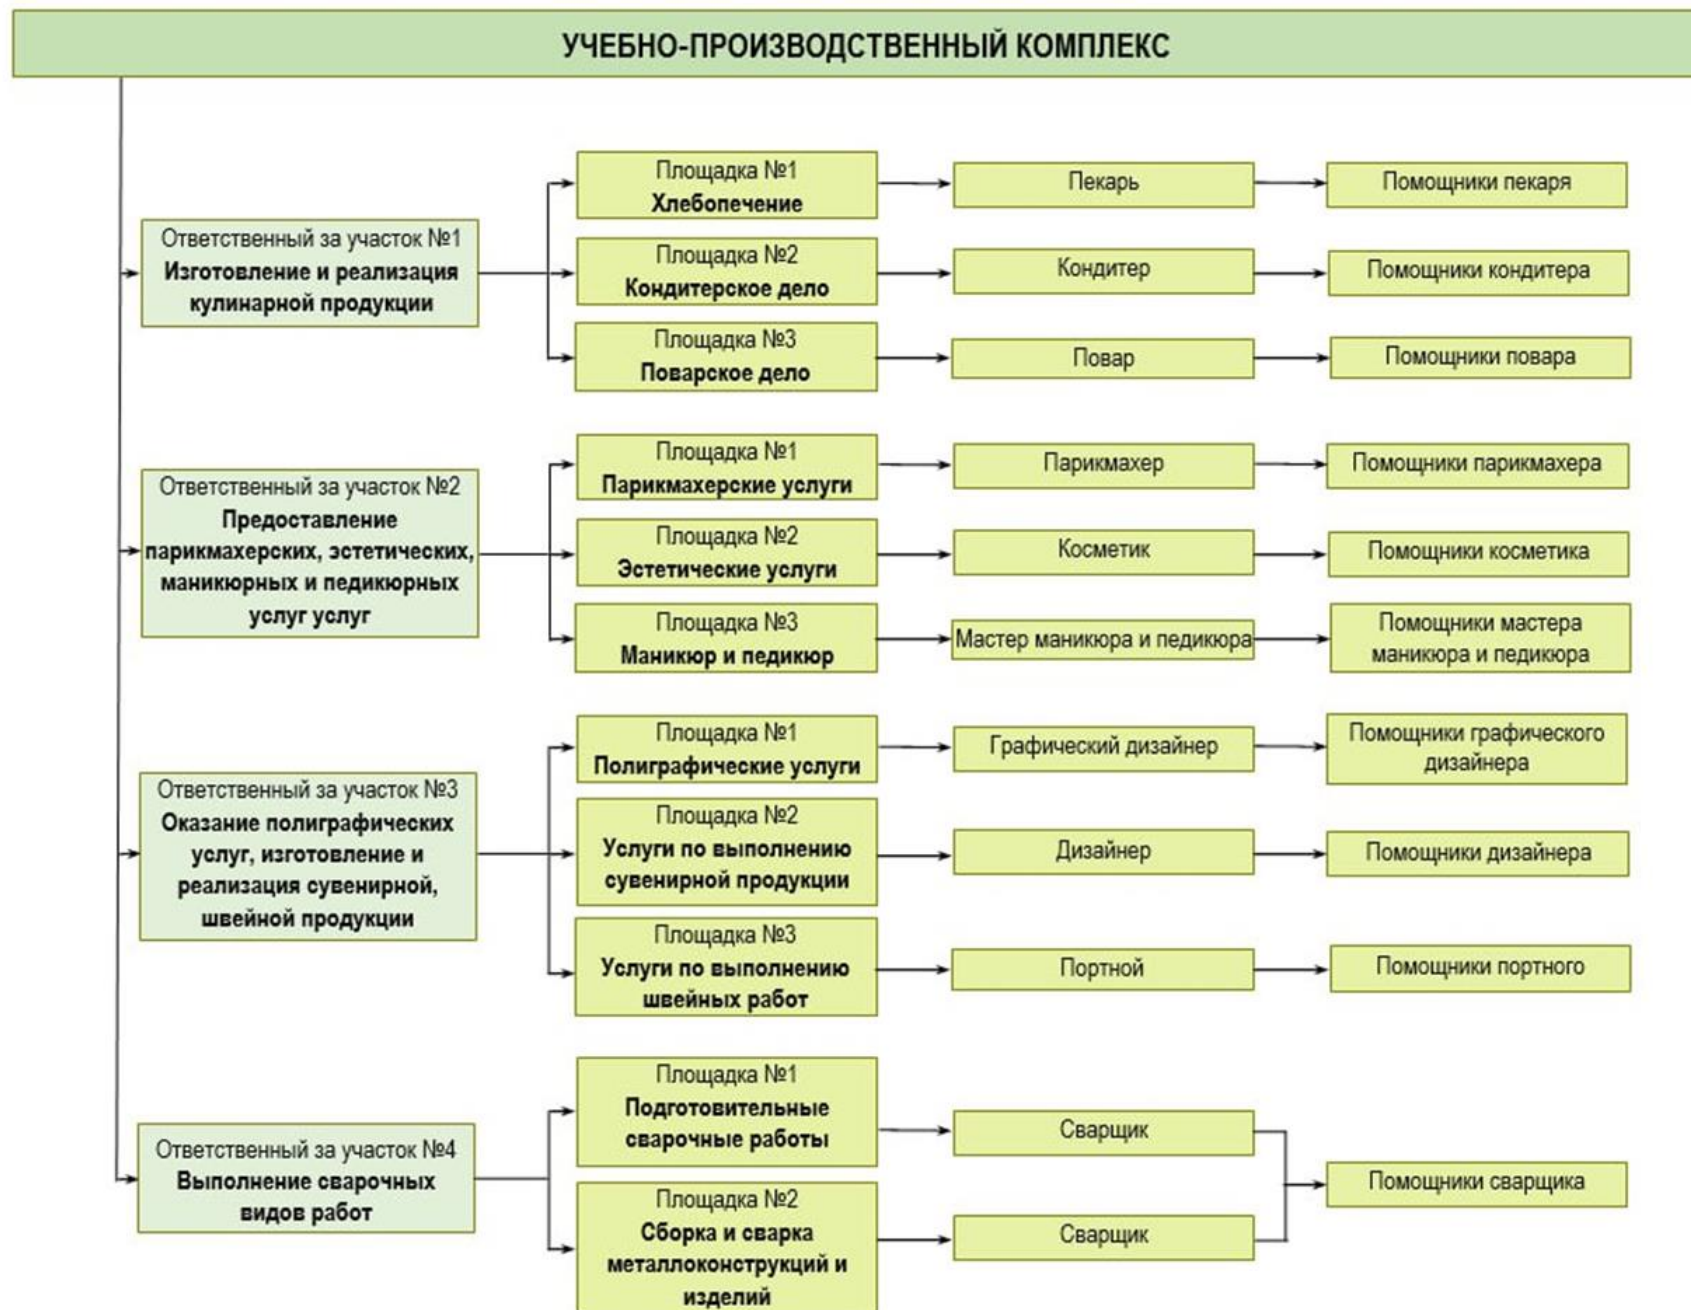 УЧЕБНО-ПРОИЗВОДСТВЕННЫЙ КОМПЛЕКС
Ответственный за участок №1
Изготовление и реализация
кулинарной продукции
Площадка №1
Хлебопечение
Пекарь
Помощники пекаря
Площадка №2
Кондитерское дело
Кондитер
Помощники кондитера
Площадка №3
Поварское дело
Повар
Помощники повара
Ответственный за участок №2
Предоставление
парикмахерских, эстетических,
маникюрных и педикюрных
услуг услуг
Площадка №1
Парикмахерские услуги
Парикмахер
Помощники парикмахера
Площадка №2
Эстетические услуги
Косметик
Помощники косметика
Площадка №3
Маникюр и педикюр
Мастер маникюра и педикюра
Помощники мастера
маникюра и педикюра
Ответственный за участок №3
Оказание полиграфических
услуг, изготовление и
реализация сувенирной,
швейной продукции
Площадка №1
Полиграфические услуги
Графический дизайнер
Помощники графического
дизайнера
Площадка №2
Услуги по выполнению
сувенирной продукции
Дизайнер
Помощники дизайнера
Площадка №3
Услуги по выполнению
швейных работ
Портной
Помощники портного
Ответственный за участок №4
Выполнение сварочных
видов работ
Площадка №1
Подготовительные
сварочные работы
Сварщик
Площадка №2
Сборка и сварка
металлоконструкций и
изделий
Сварщик
Помощники сварщика